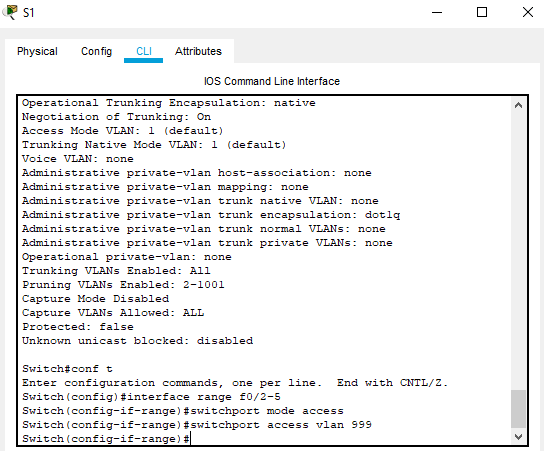 S1
Physical Config CLI Attributes
IOS Command Line Interface
Operational Trunking Encapsulation: native
Negotiation of Trunking: On
Access Mode VLAN: 1 (default)
Trunking Native Mode VLAN: 1 (default)
Voice VLAN: none
Administrative private-vlan host-association: none
Administrative private-vlan mapping: none
Administrative private-vlan trunk native VLAN: none
Administrative private-vlan trunk encapsulation: dot1q
Administrative private-vlan trunk normal VLANs: none
Administrative private-vlan trunk private VLANs: none
Operational private-vlan: none
Trunking VLANs Enabled: All
Pruning VLANs Enabled: 2-1001
Capture Mode Disabled
Capture VLANs Allowed: ALL
Protected: false
Unknown unicast blocked: disabled
Switch#conf t
Enter configuration commands, one per line. End with CNTL/Z.
Switch(config)#interface range f0/2-5
Switch(config-if-range)#switchport mode access
Switch(config-if-range)#switchport access vlan 999
Switch(config-if-range)#